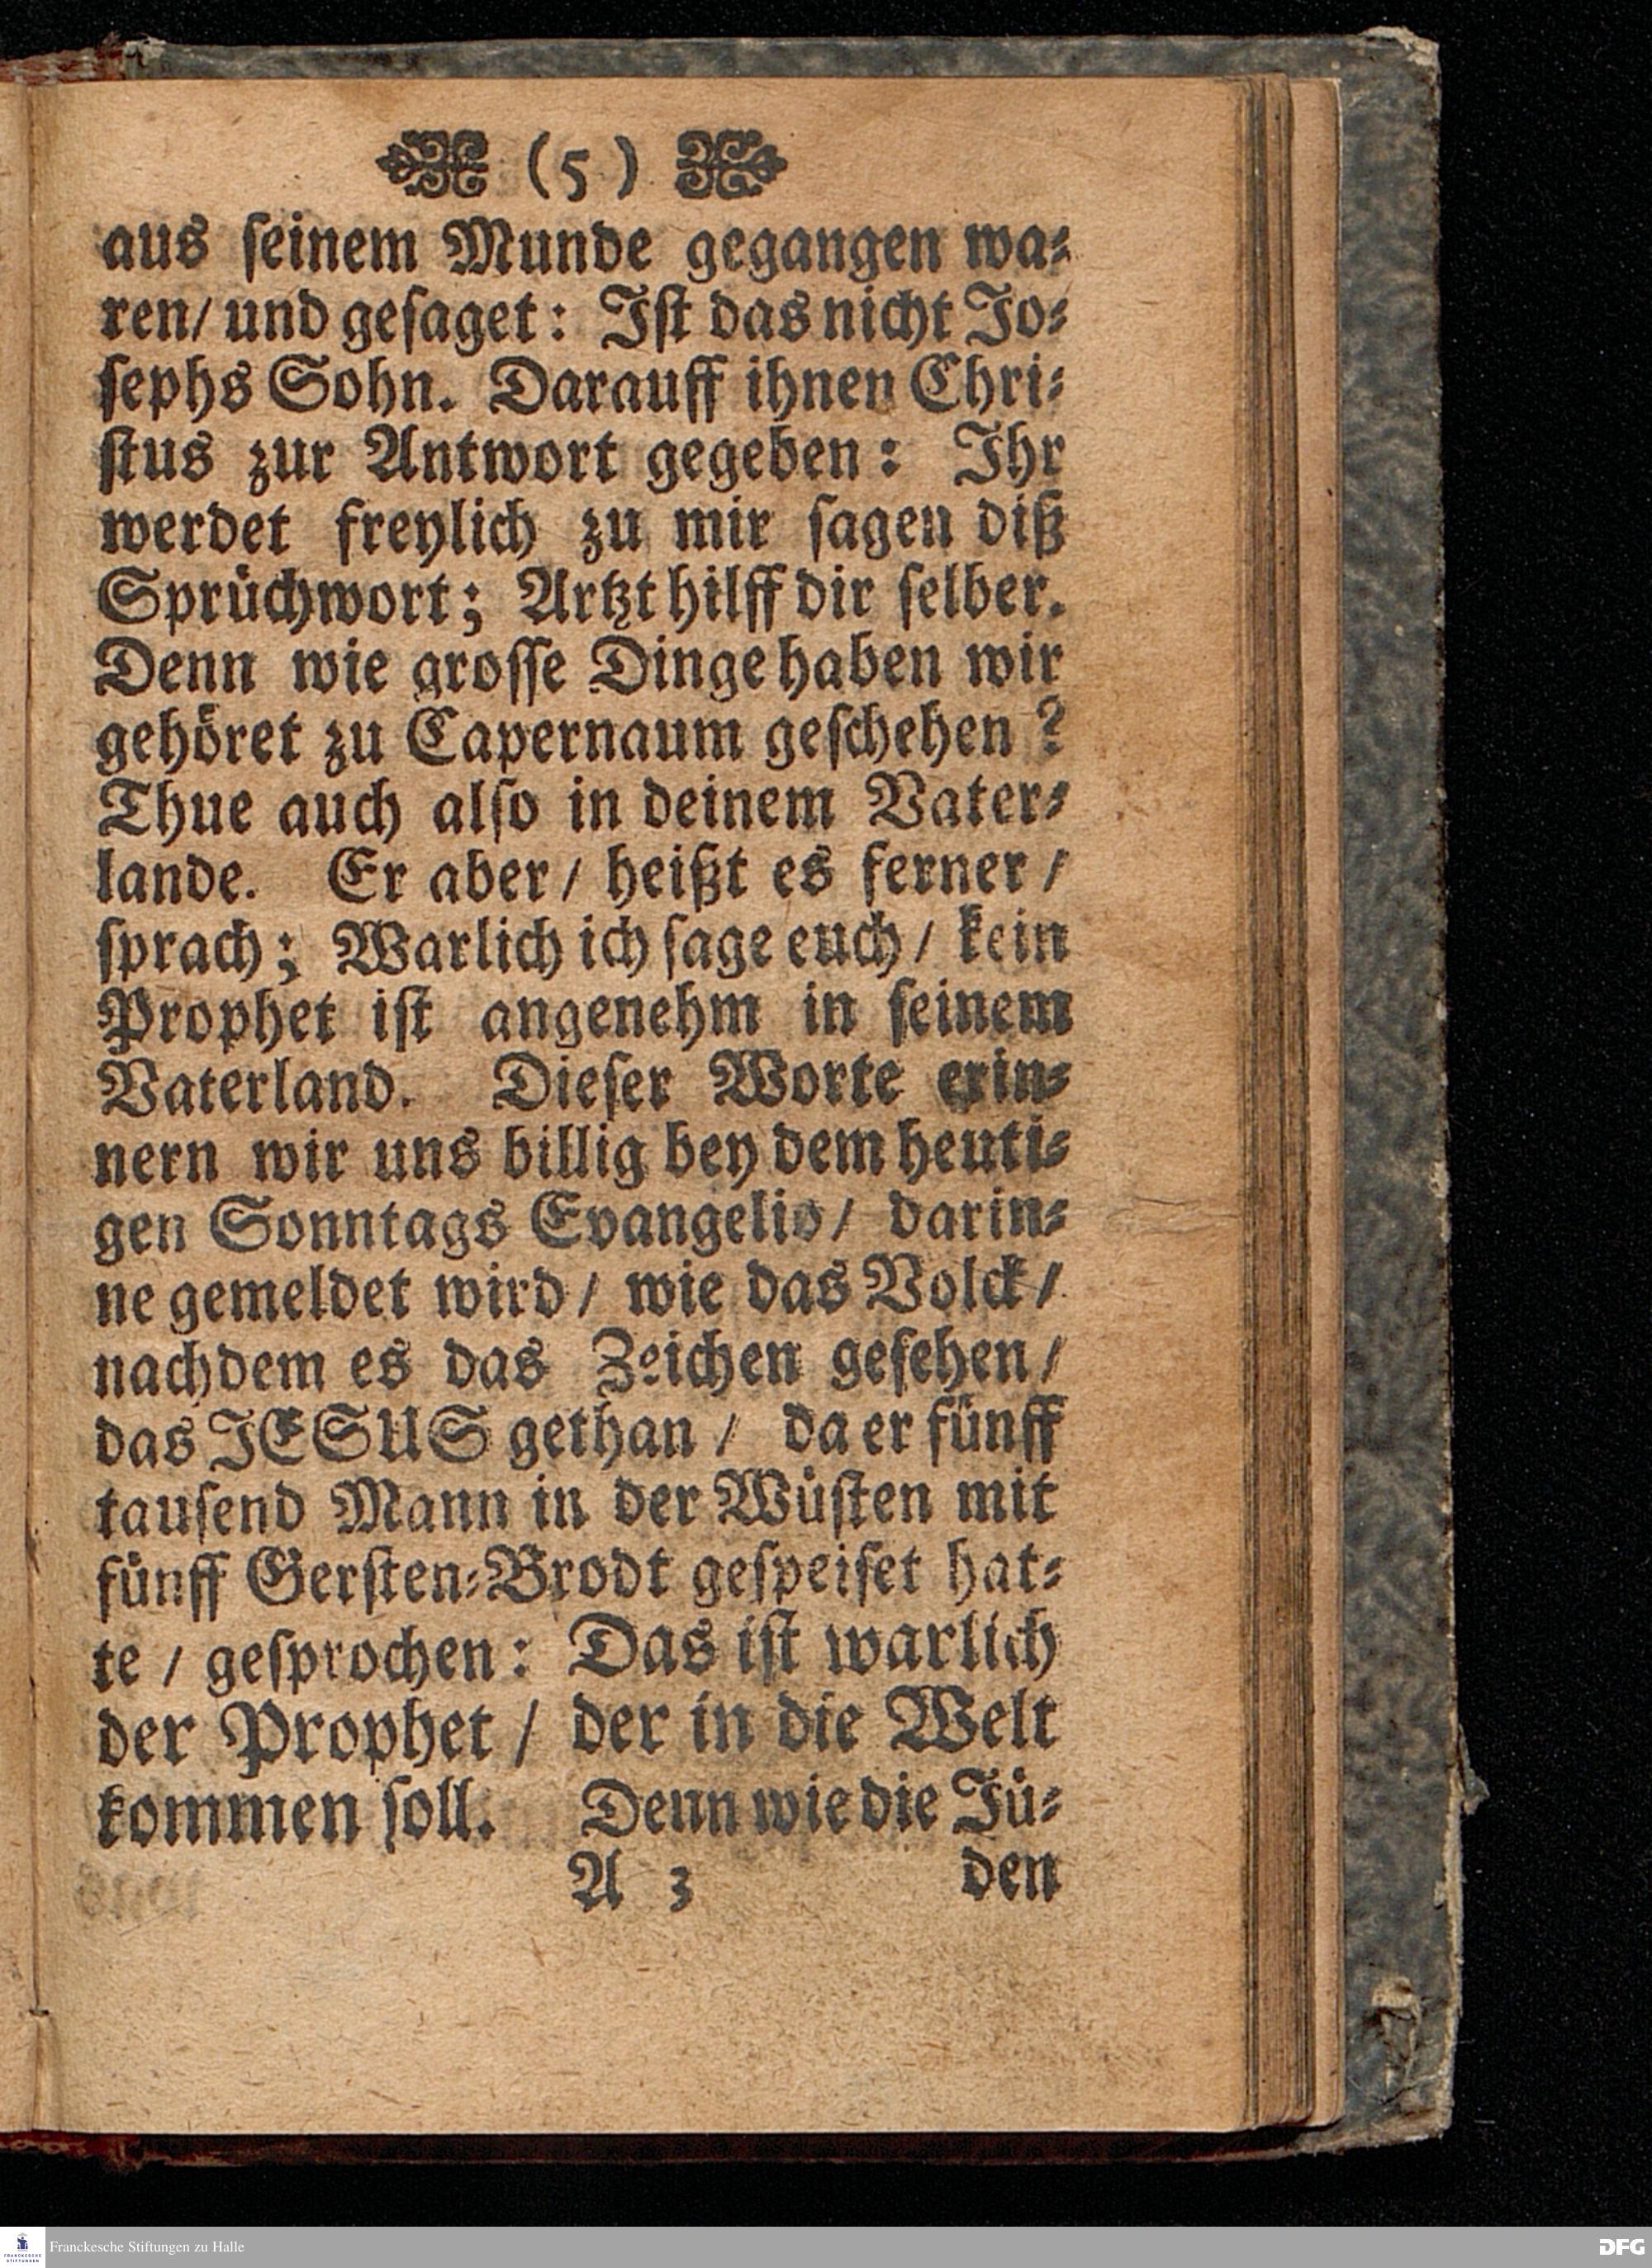 (5)
aus ſeinem Munde gegangen wa⸗
ren/ und geſaget: Iſt das nicht Jo⸗
ſephs Sohn. Darauff ihnen Chri⸗
ſtus zur Antwort gegeben: Ihr
werdet freylich zu mir ſagen diß
Sprüchwort; Artzt hilff dir ſelber.
Denn wie groſſe Dinge haben wir
gehöret zu Capernaum geſchehen?
Thue auch alſo in deinem Vater⸗
lande. Er aber/ heißt es ferner/
ſprach; Warlich ich ſage euch/ kein
Prophet iſt angenehm in ſeinem
Vaterland. Dieſer Worte erin⸗
nern wir uns billig bey dem heuti⸗
gen Sonntags Evangelio/ darin⸗
ne gemeldet wird/ wie das Volck/
nachdem es das Zeichen geſehen/
das JESUS gethan/ da er fünff
tauſend Mann in der Wüſten mit
fünff Gerſten⸗Brodt geſpeiſet hat⸗
te/ geſprochen: Das iſt warlich
der Prophet/ der in die Welt
kommen ſoll. Denn wie die Jü⸗
A 3 den
Franckesche Stiftungen zu Halle
FRANCKESCHE STIFTUNGEN
DFG